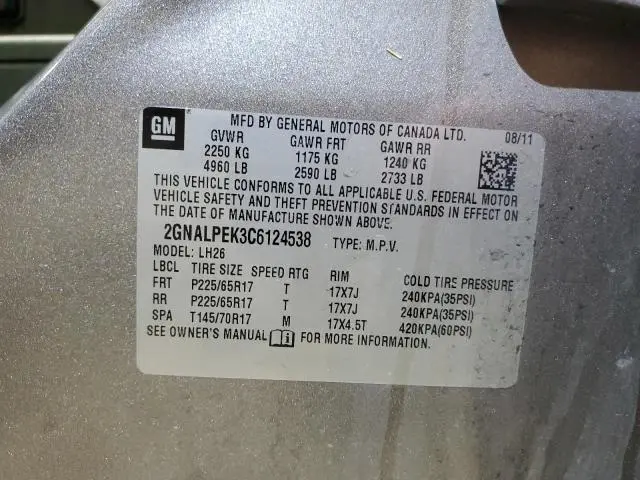 GM
MFD BY GENERAL MOTORS OF CANADA LTD. 08/11
GVWR GAWR FRT GAWR RR
2250 KG 1175 KG 1240 KG
4960 LB 2590 LB 2733 LB
THIS VEHICLE CONFORMS TO ALL APPLICABLE U.S. FEDERAL MOTOR
VEHICLE SAFETY AND THEFT PREVENTION STANDARDS IN EFFECT ON
THE DATE OF MANUFACTURE SHOWN ABOVE.
2GNALPEK3C6124538 TYPE: M.P.V.
MODEL: LH26
LBCL TIRE SIZE SPEED RTG RIM COLD TIRE PRESSURE
FRT P225/65R17 T 17X7J 240KPA(35PSI)
RR P225/65R17 T 17X7J 240KPA(35PSI)
SPA T145/70R17 M 17X4.5T 420KPA(60PSI)
SEE OWNER'S MANUAL FOR MORE INFORMATION.